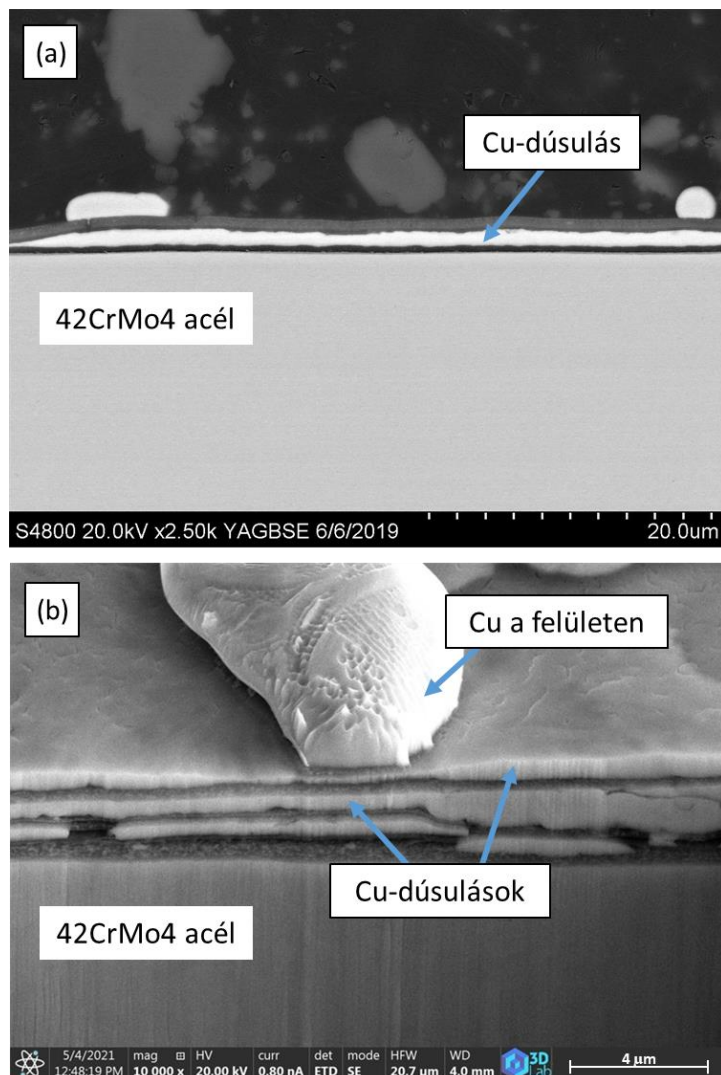 (a)
Cu-dúsulás
42CrMo4 acél
S4800 20.0kV x2.50k YAGBSE 6/6/2019
20.0um
(b)
Cu a felületen
Cu-dúsulások
42CrMo4 acél
5/4/2021 mag HV curr det mode HFW WD
12:48:19 PM 10 000 x 20.00 kV 0.80 nA ETD SE 20.7 µm 4.0 mm
3D
Lab
4 µm